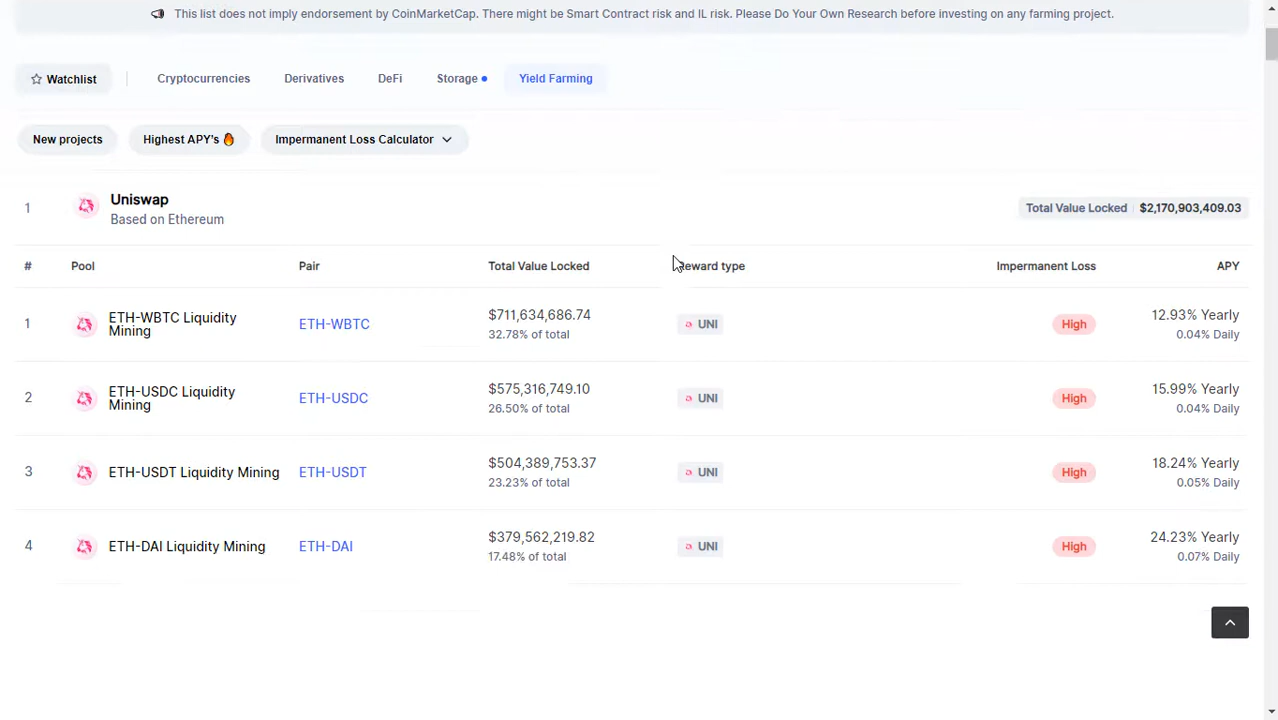 This list does not imply endorsement by CoinMarketCap. There might be Smart Contract risk and IL risk. Please Do Your Own Research before investing on any farming project.
Watchlist Cryptocurrencies Derivatives DeFi Storage Yield Farming
New projects Highest APY's 🔥 Impermanent Loss Calculator
1 Uniswap Total Value Locked $2,170,903,409.03
Based on Ethereum
# Pool Pair Total Value Locked Reward type Impermanent Loss APY
1 ETH-WBTC Liquidity Mining ETH-WBTC $711,634,686.74 UNI High 12.93% Yearly
32.78% of total 0.04% Daily
2 ETH-USDC Liquidity Mining ETH-USDC $575,316,749.10 UNI High 15.99% Yearly
26.50% of total 0.04% Daily
3 ETH-USDT Liquidity Mining ETH-USDT $504,389,753.37 UNI High 18.24% Yearly
23.23% of total 0.05% Daily
4 ETH-DAI Liquidity Mining ETH-DAI $379,562,219.82 UNI High 24.23% Yearly
17.48% of total 0.07% Daily